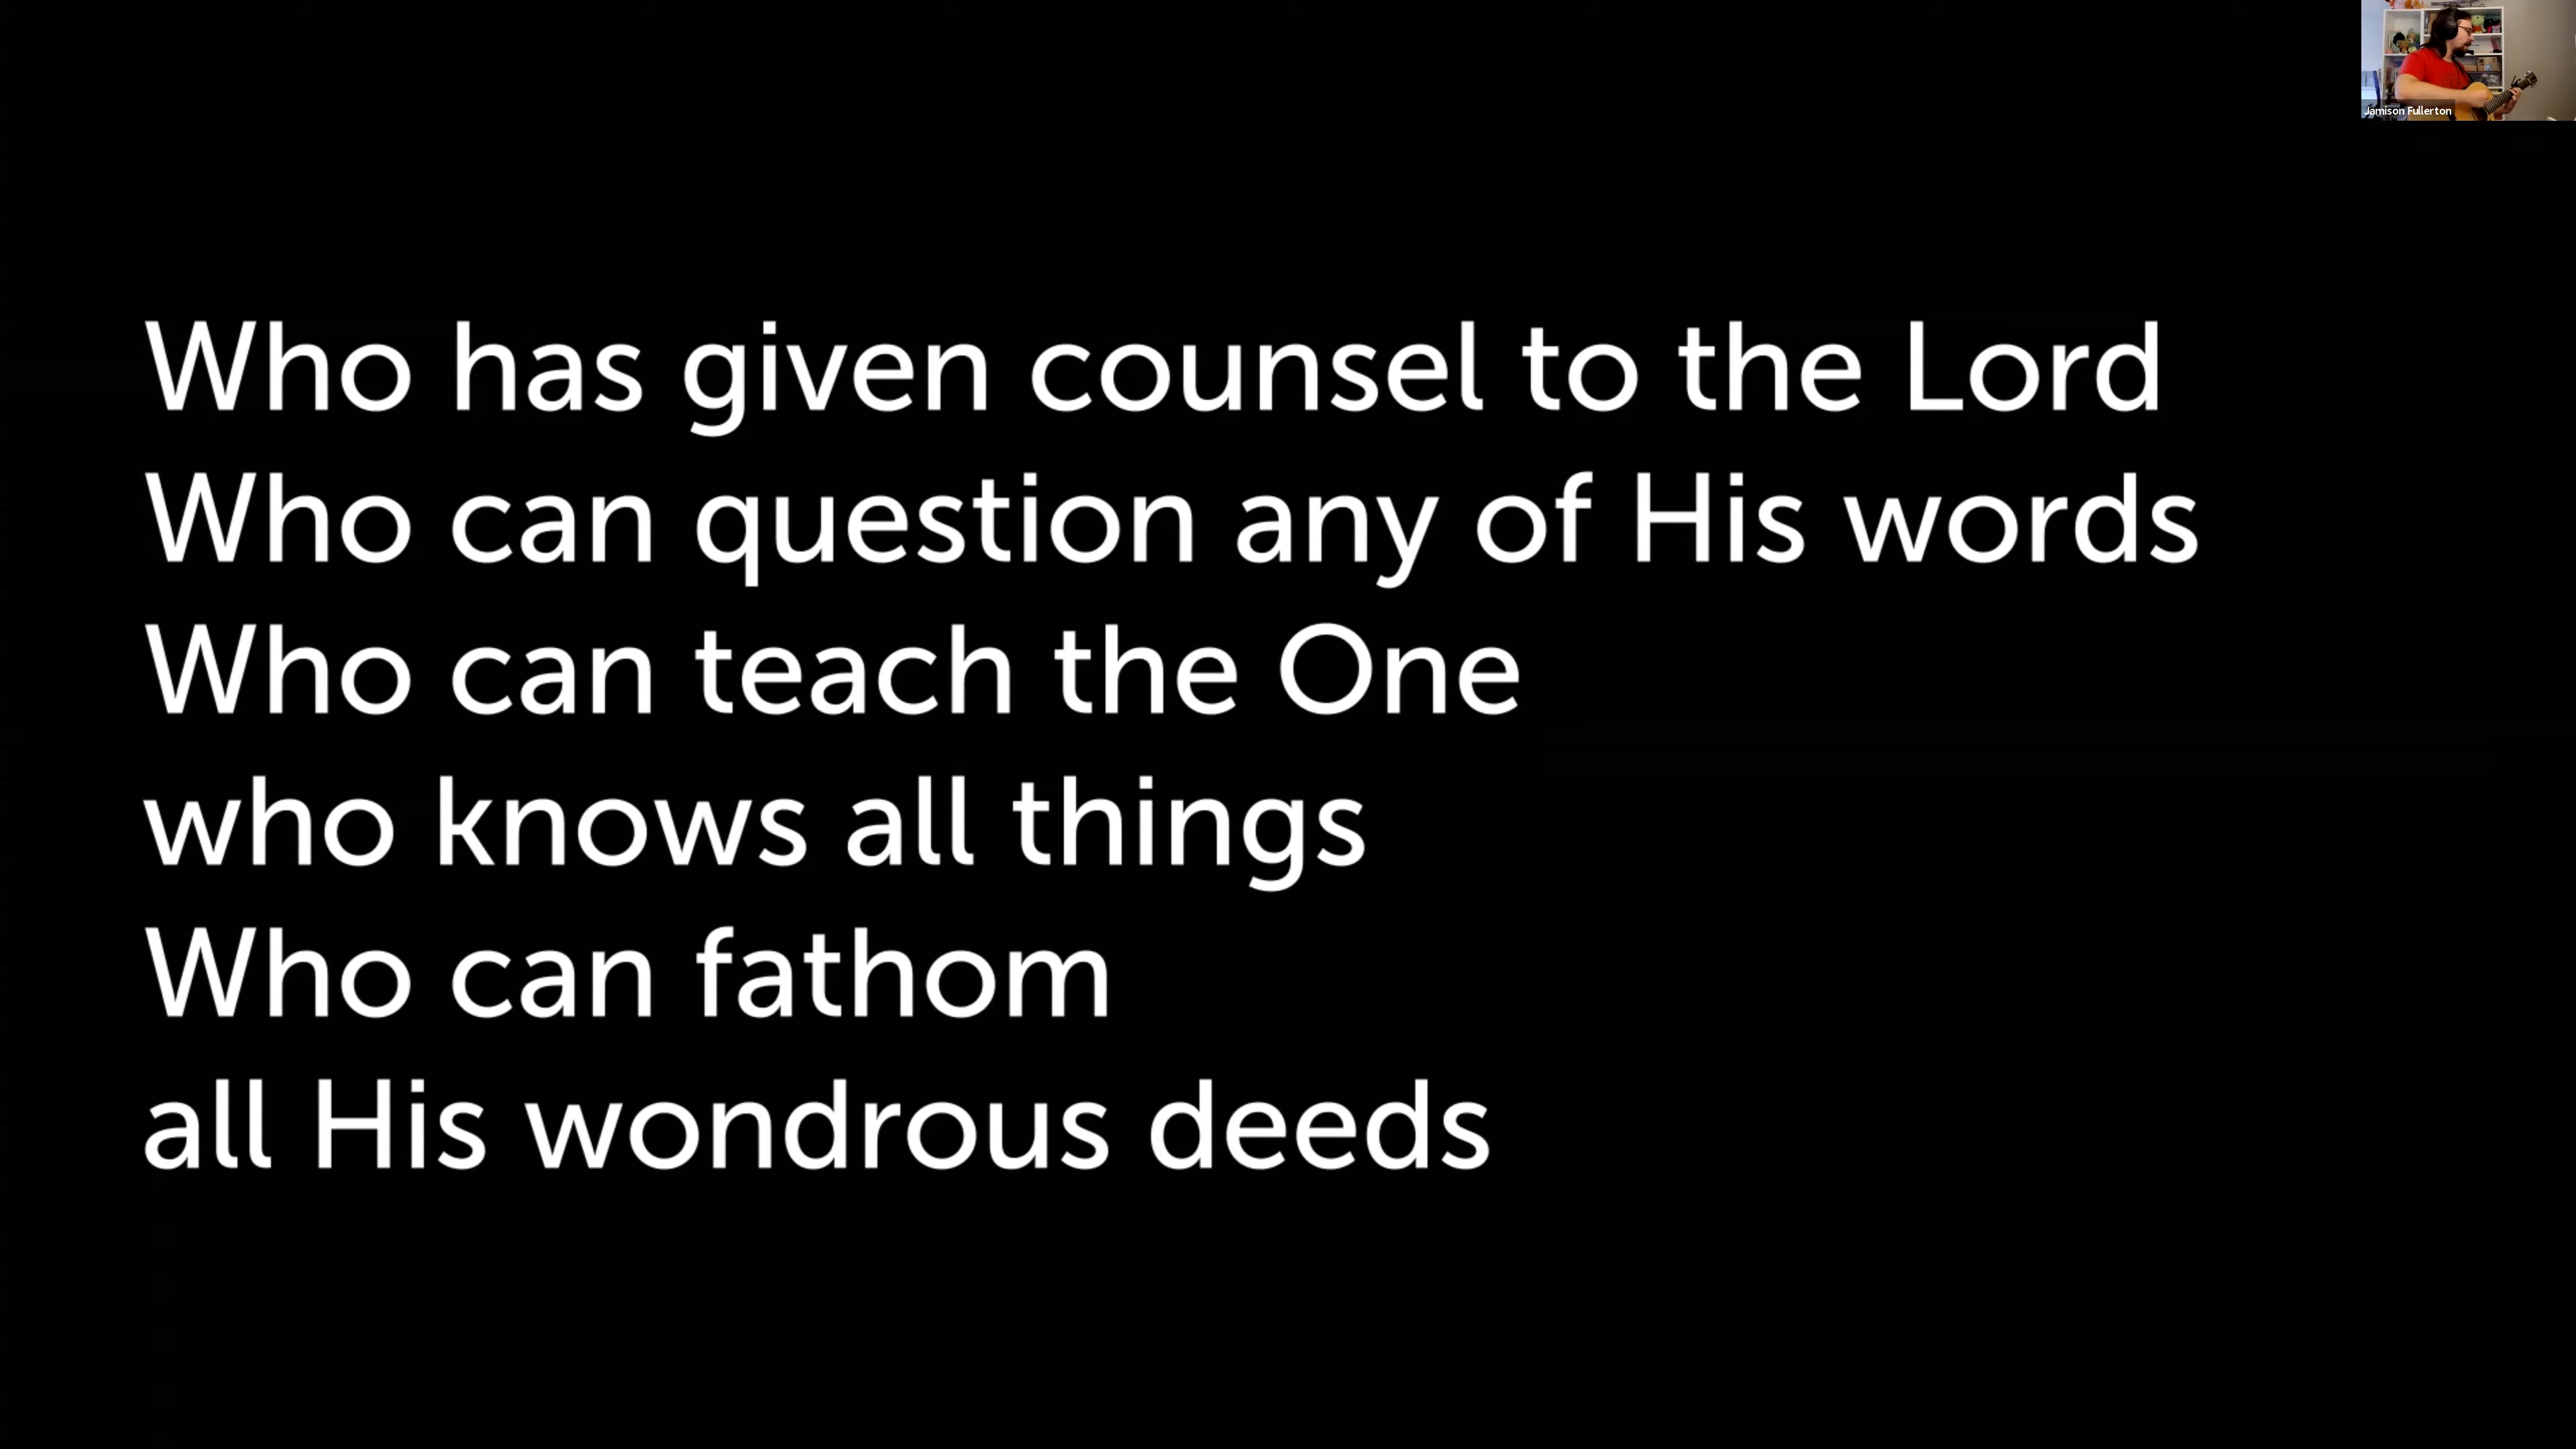 Jamison Fullerton
Who has given counsel to the Lord
Who can question any of His words
Who can teach the One
who knows all things
Who can fathom
all His wondrous deeds